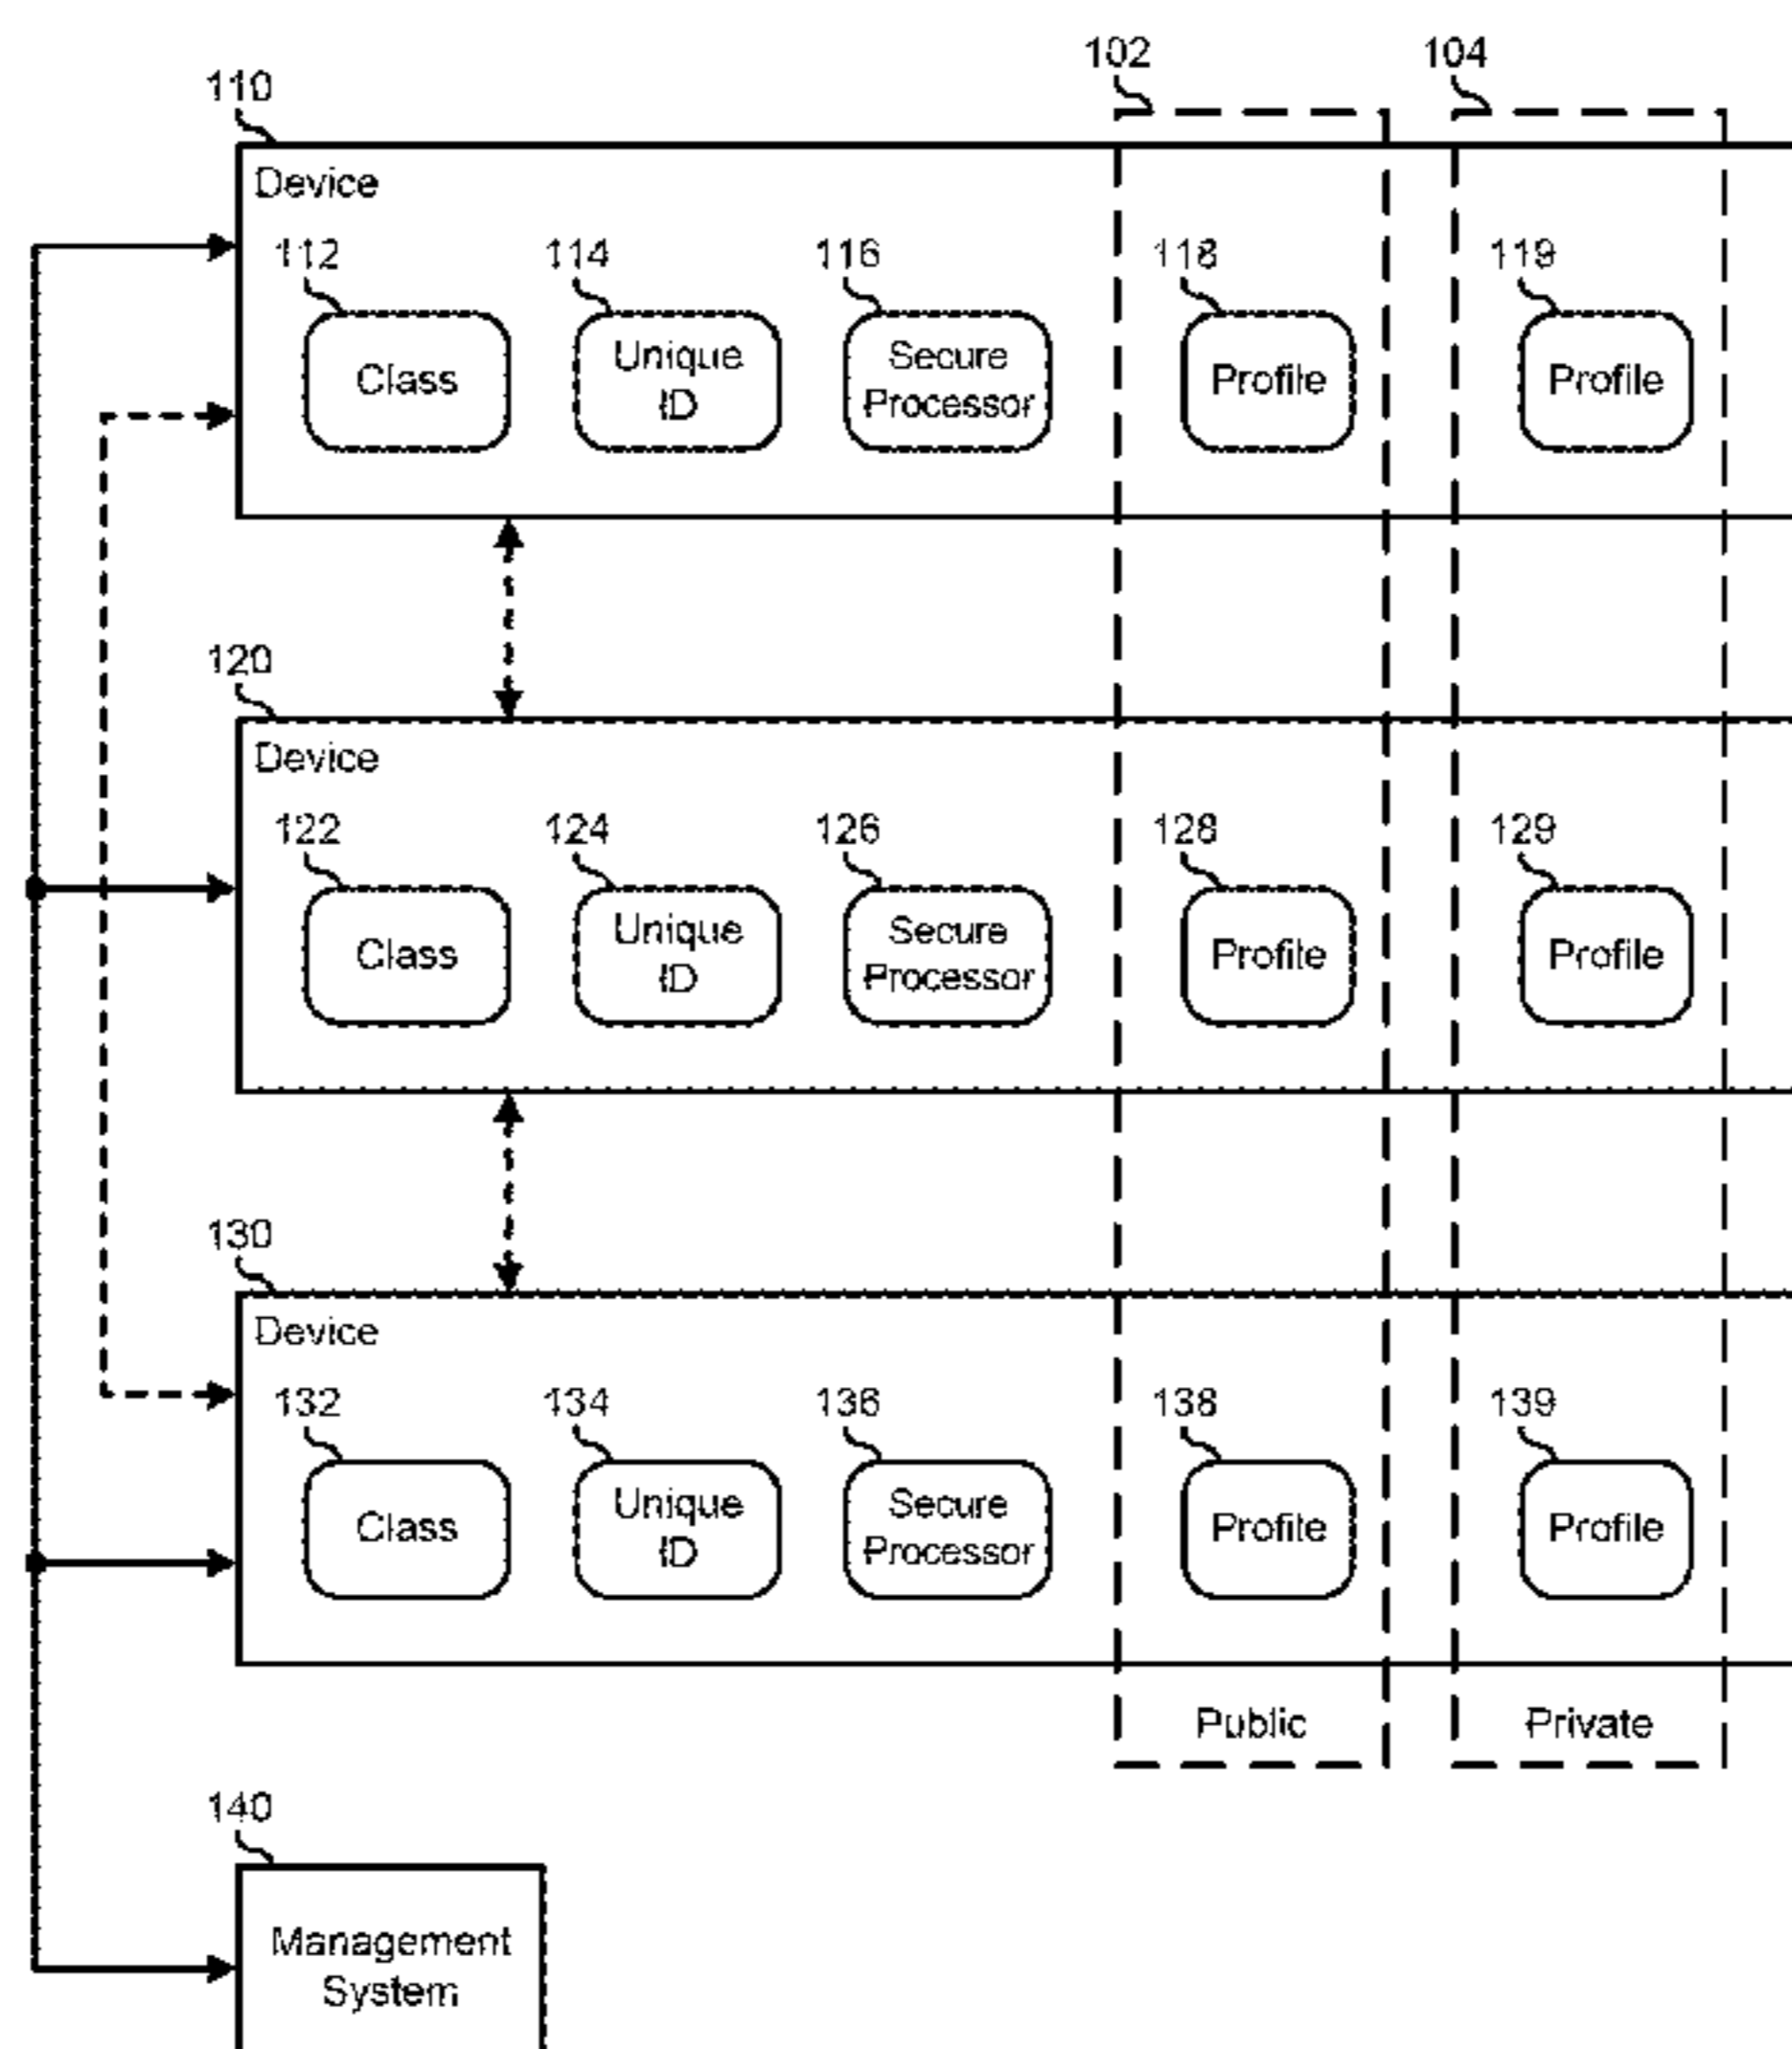 102 104
110
Device
112 114 116 118 119
Class Unique ID Secure Processor Profile Profile
120
Device
122 124 126 128 129
Class Unique ID Secure Processor Profile Profile
130
Device
132 134 136 138 139
Class Unique ID Secure Processor Profile Profile
Public Private
140
Management
System